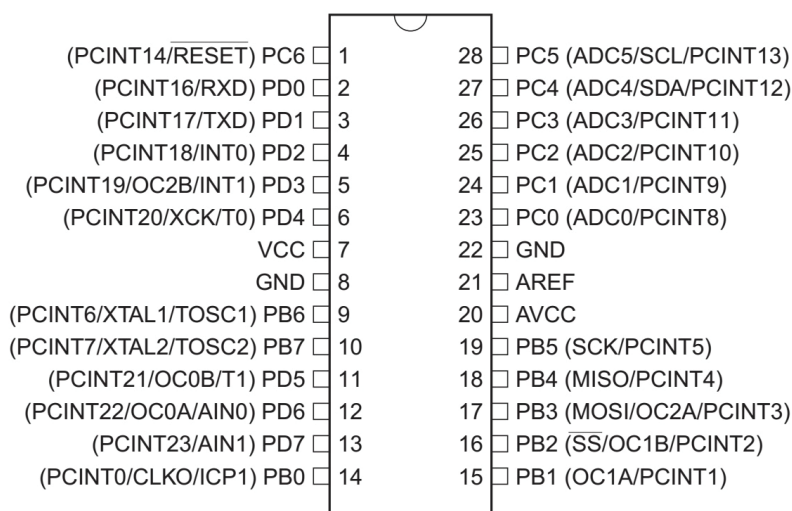 (PCINT14/RESET) PC6 1 28 PC5 (ADC5/SCL/PCINT13)
(PCINT16/RXD) PD0 2 27 PC4 (ADC4/SDA/PCINT12)
(PCINT17/TXD) PD1 3 26 PC3 (ADC3/PCINT11)
(PCINT18/INT0) PD2 4 25 PC2 (ADC2/PCINT10)
(PCINT19/OC2B/INT1) PD3 5 24 PC1 (ADC1/PCINT9)
(PCINT20/XCK/T0) PD4 6 23 PC0 (ADC0/PCINT8)
VCC 7 22 GND
GND 8 21 AREF
(PCINT6/XTAL1/TOSC1) PB6 9 20 AVCC
(PCINT7/XTAL2/TOSC2) PB7 10 19 PB5 (SCK/PCINT5)
(PCINT21/OC0B/T1) PD5 11 18 PB4 (MISO/PCINT4)
(PCINT22/OC0A/AIN0) PD6 12 17 PB3 (MOSI/OC2A/PCINT3)
(PCINT23/AIN1) PD7 13 16 PB2 (SS/OC1B/PCINT2)
(PCINT0/CLKO/ICP1) PB0 14 15 PB1 (OC1A/PCINT1)